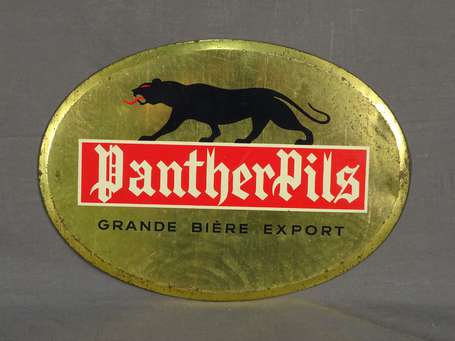 PantherPils
GRANDE BIÈRE EXPORT